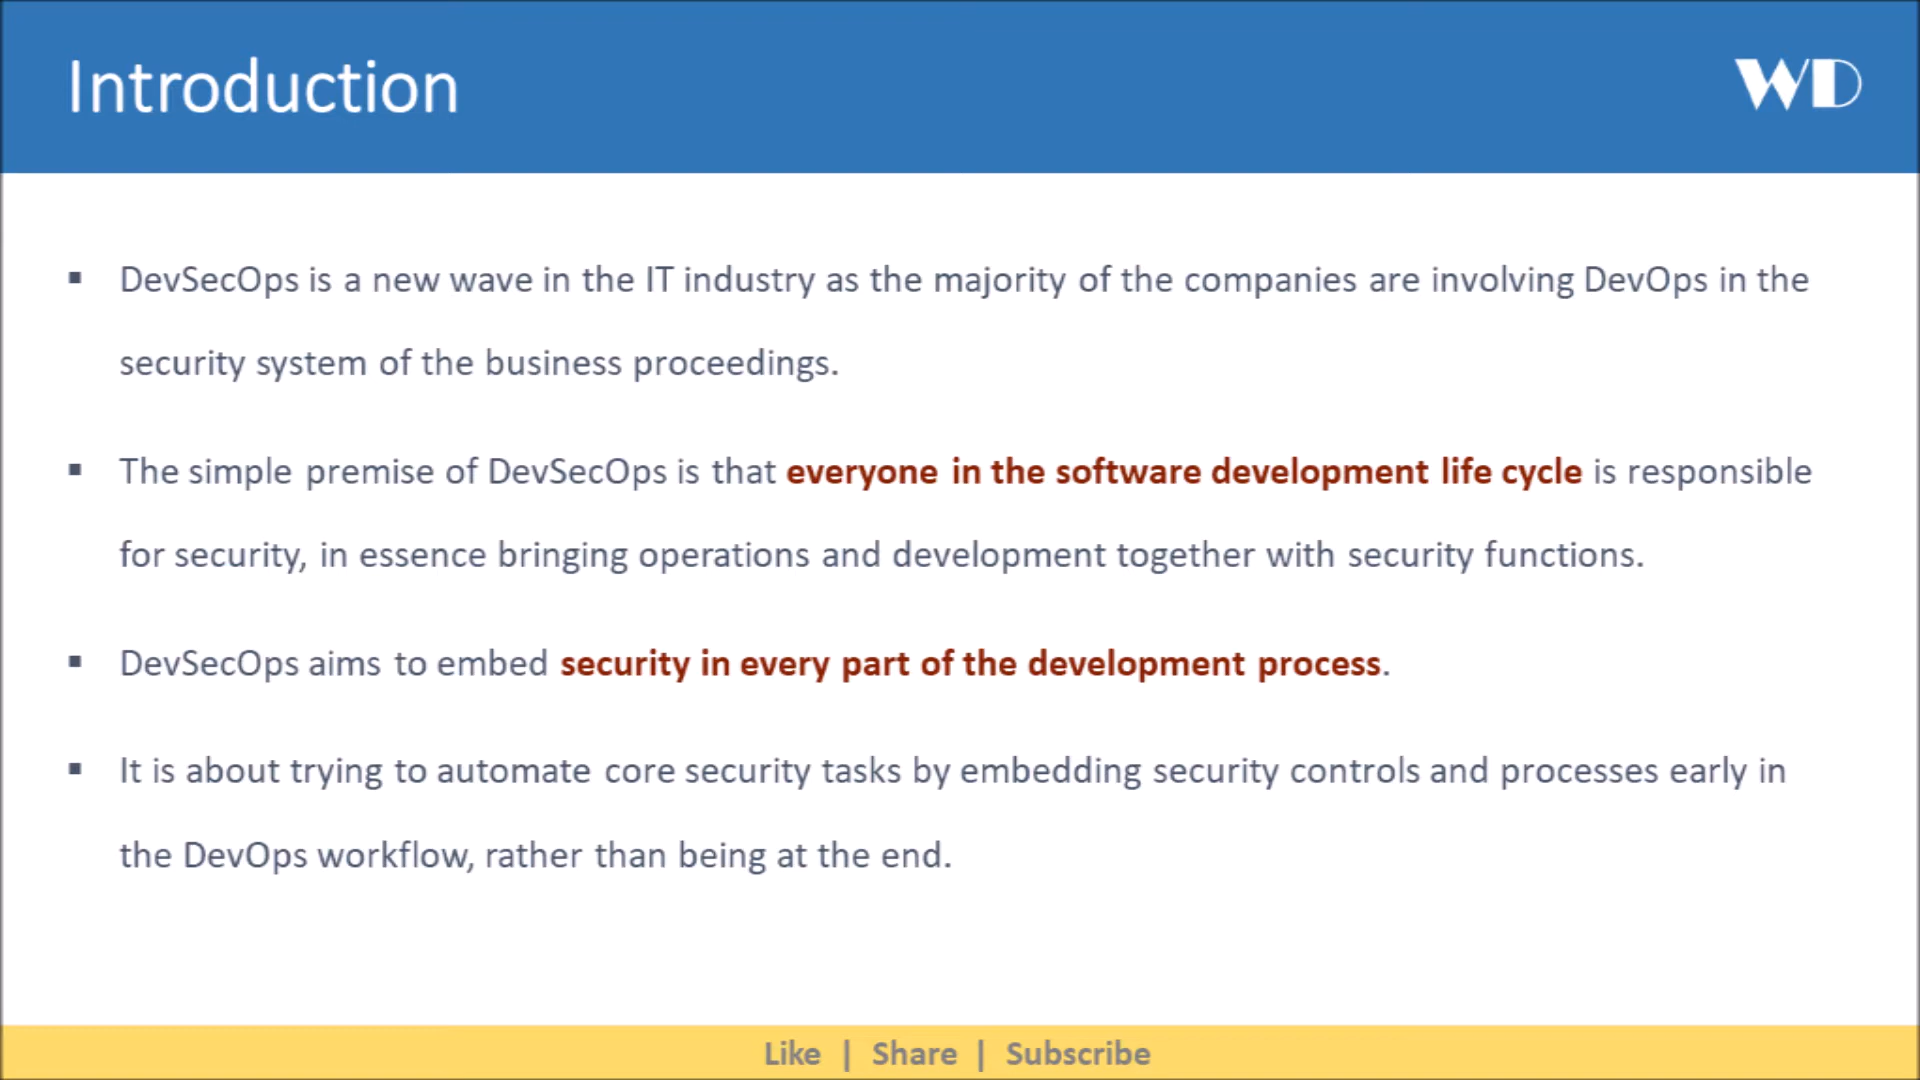 Introduction
WD
▪ DevSecOps is a new wave in the IT industry as the majority of the companies are involving DevOps in the
security system of the business proceedings.
▪ The simple premise of DevSecOps is that everyone in the software development life cycle is responsible
for security, in essence bringing operations and development together with security functions.
▪ DevSecOps aims to embed security in every part of the development process.
▪ It is about trying to automate core security tasks by embedding security controls and processes early in
the DevOps workflow, rather than being at the end.
Like | Share | Subscribe